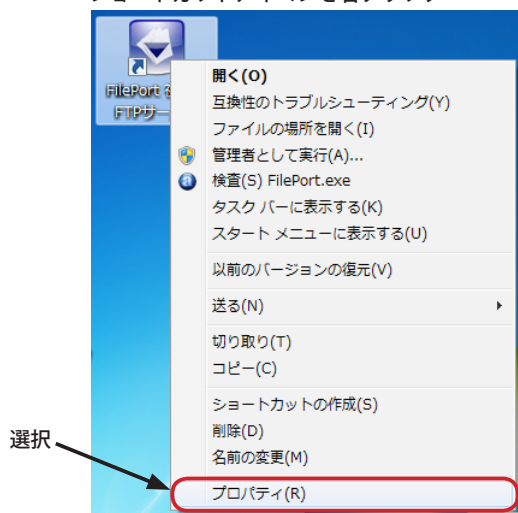 FilePort
FTPサー
開く(O)
互換性のトラブルシューティング(Y)
ファイルの場所を開く(I)
管理者として実行(A)...
検査(S) FilePort.exe
タスク バーに表示する(K)
スタート メニューに表示する(U)
以前のバージョンの復元(V)
送る(N)
切り取り(T)
コピー(C)
ショートカットの作成(S)
削除(D)
名前の変更(M)
選択
プロパティ(R)